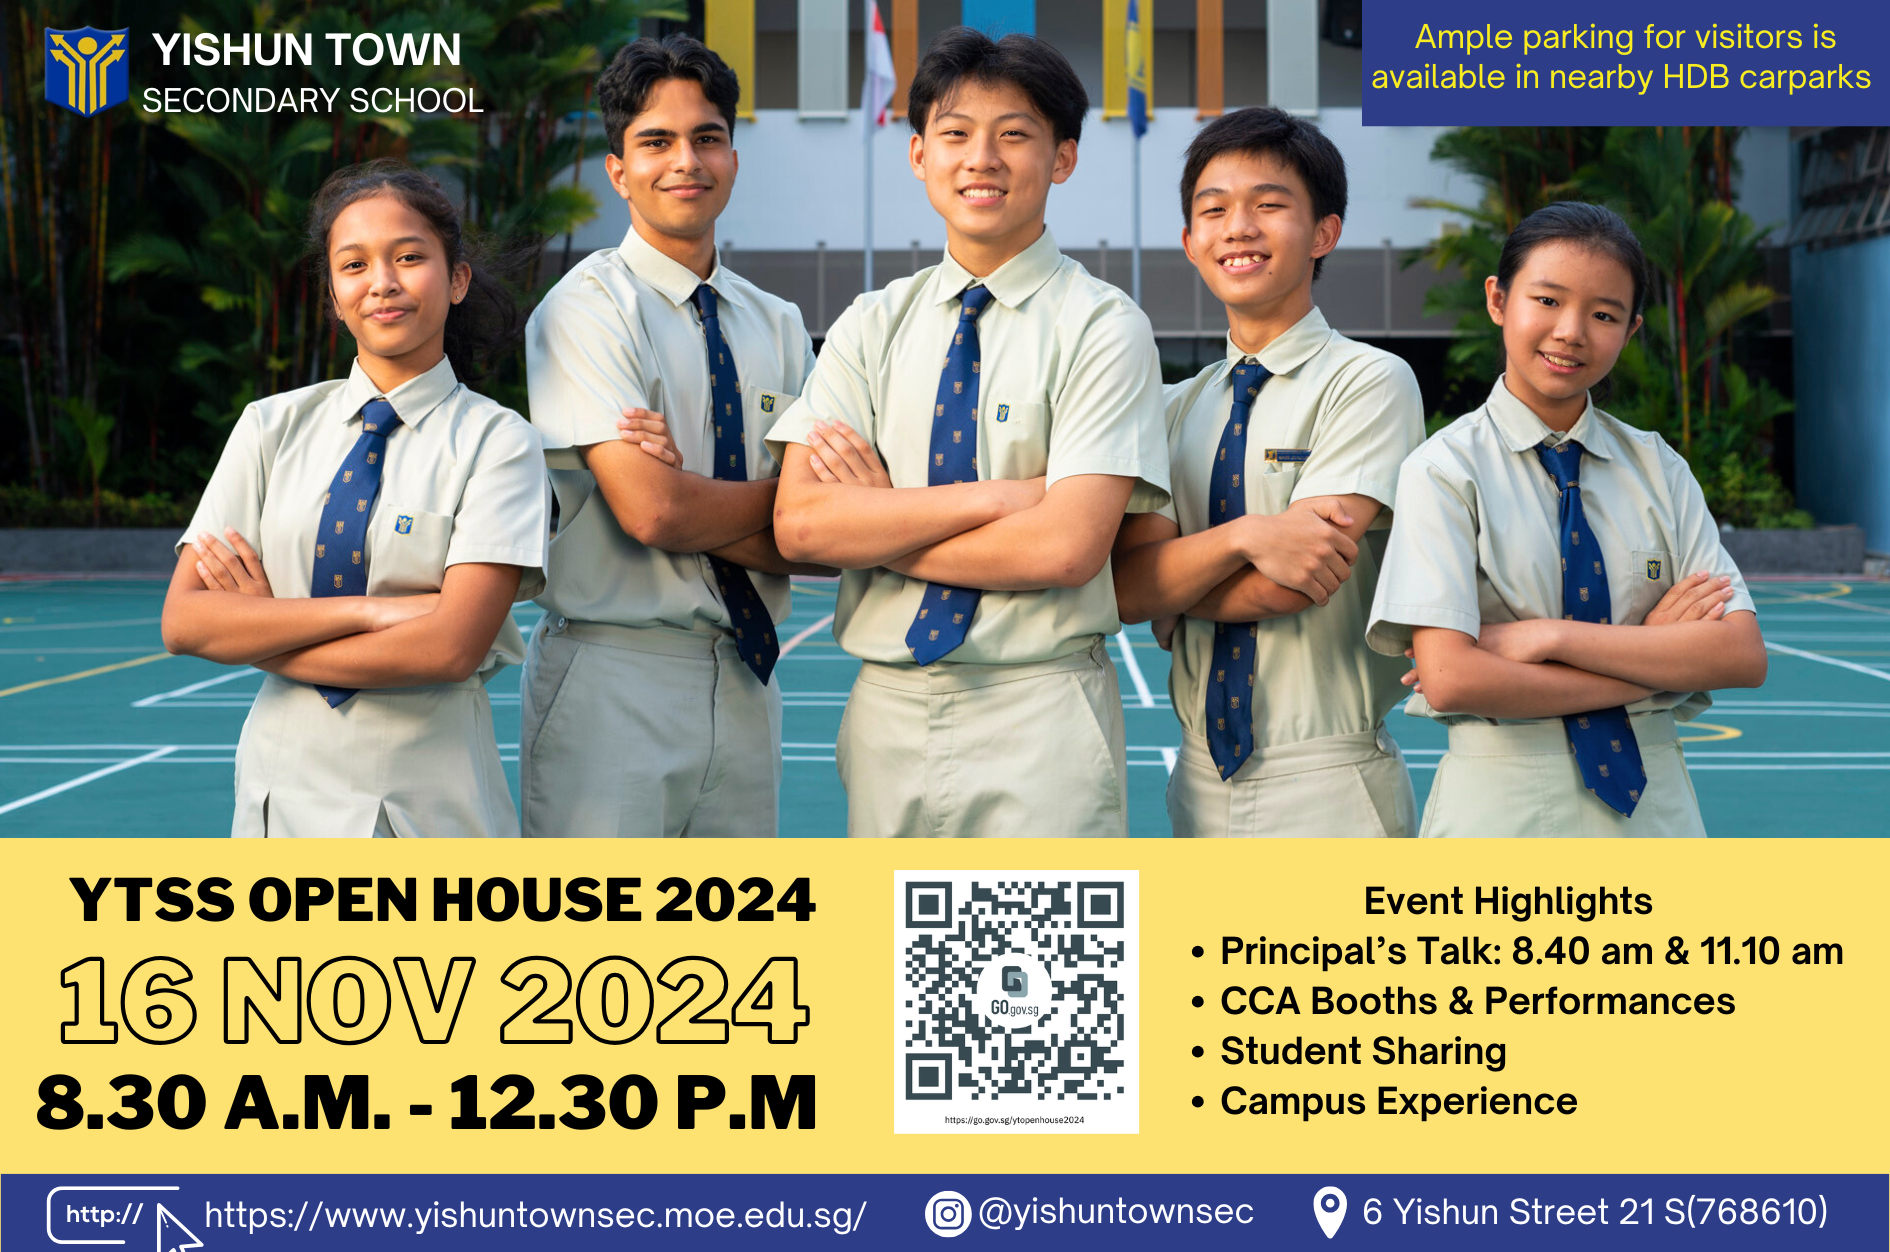 YISHUN TOWN
SECONDARY SCHOOL
Ample parking for visitors is
available in nearby HDB carparks
YTSS OPEN HOUSE 2024
16 NOV 2024
8.30 A.M. - 12.30 P.M
GO.gov.sg
https://go.gov.sg/ytopenhouse2024
Event Highlights
• Principal’s Talk: 8.40 am & 11.10 am
• CCA Booths & Performances
• Student Sharing
• Campus Experience
http://
https://www.yishuntownsec.moe.edu.sg/
@yishuntownsec
6 Yishun Street 21 S(768610)